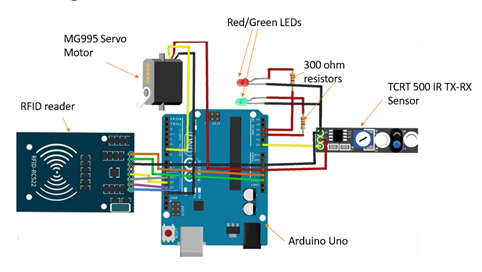 Red/Green LEDs
MG995 Servo
Motor
300 ohm
resistors
TCRT 500 IR TX-RX
Sensor
RFID reader
RFID-RC522
Arduino Uno